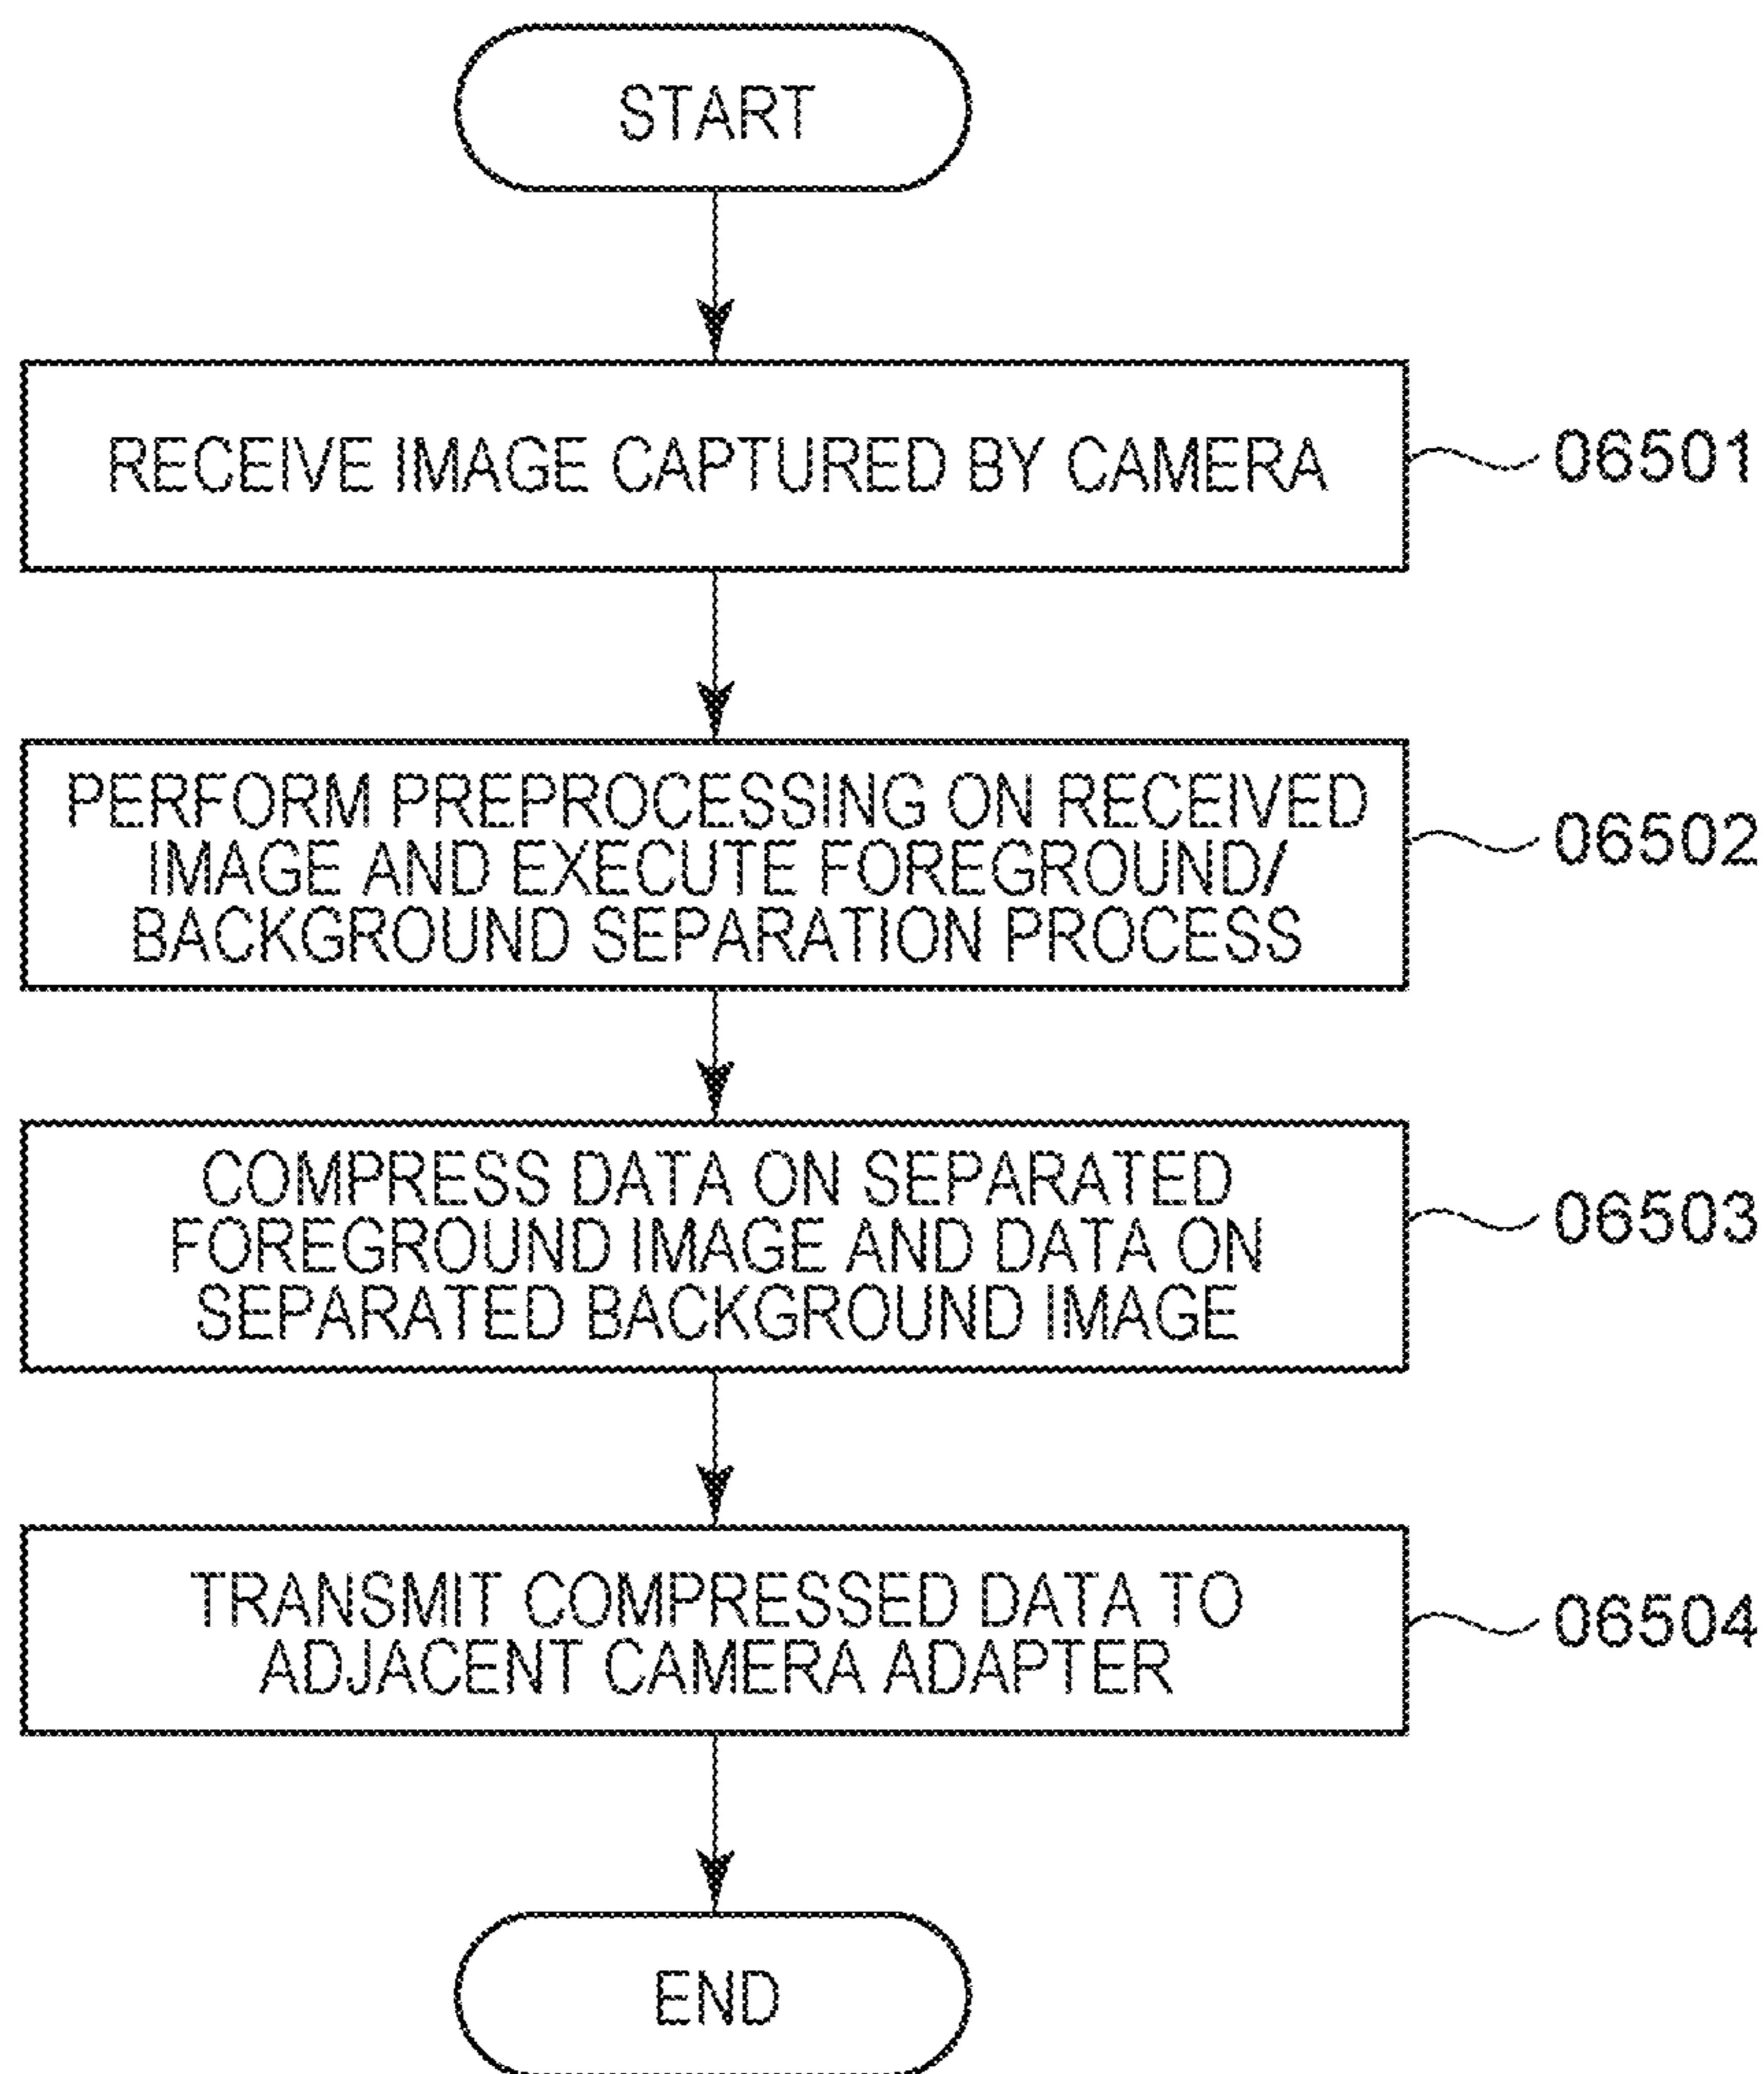 START
RECEIVE IMAGE CAPTURED BY CAMERA
06501
PERFORM PREPROCESSING ON RECEIVED
IMAGE AND EXECUTE FOREGROUND/
BACKGROUND SEPARATION PROCESS
06502
COMPRESS DATA ON SEPARATED
FOREGROUND IMAGE AND DATA ON
SEPARATED BACKGROUND IMAGE
06503
TRANSMIT COMPRESSED DATA TO
ADJACENT CAMERA ADAPTER
06504
END